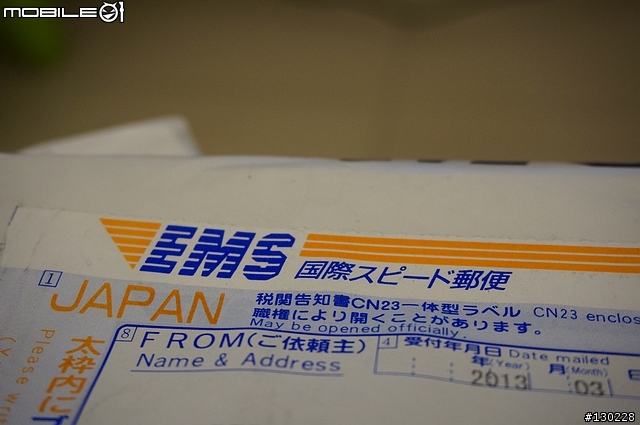 MOBILE01
EMS 国際スピード郵便
1
JAPAN
税関告知書CN23一体型ラベル CN23 enclos
職権により開くことがあります。
May be opened officially.
太枠内に
Please wri
8 FROM(ご依頼主)
Name & Address
4 受付年月日 Date mailed
年(Year) 月(Month)
2013 03
#130228